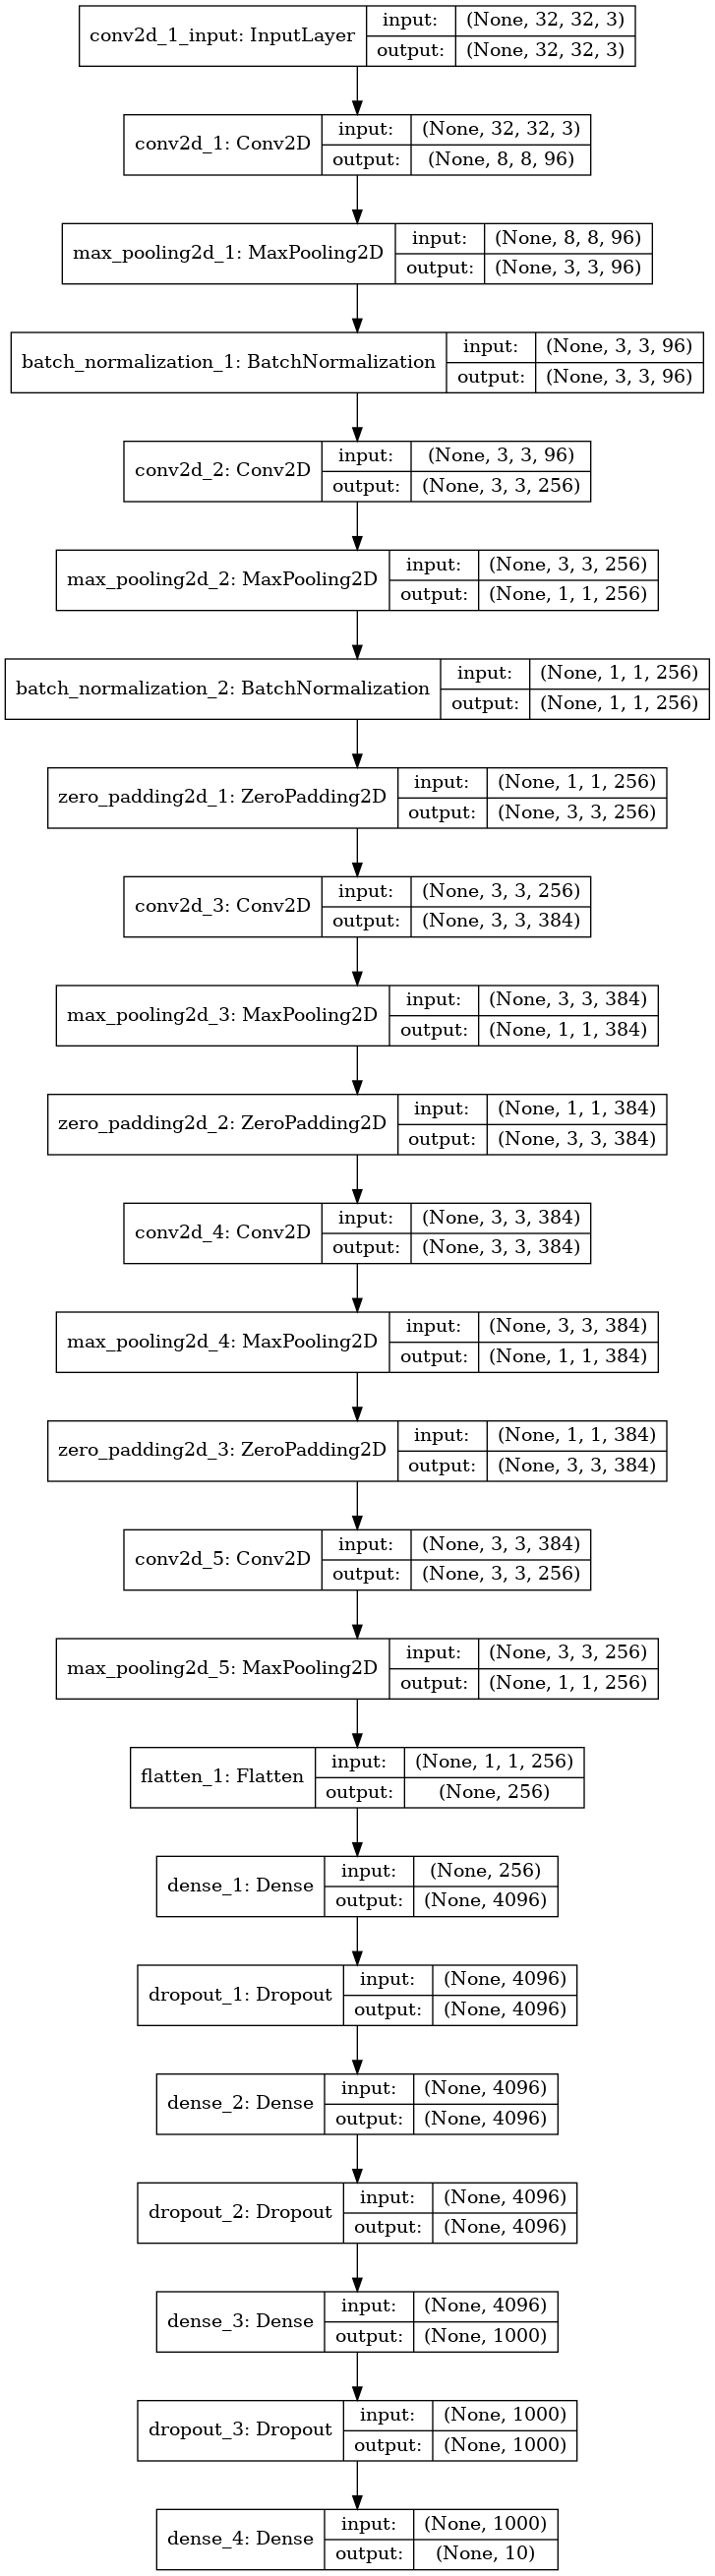 conv2d_1_input: InputLayer
input:
(None, 32, 32, 3)
output:
(None, 32, 32, 3)
conv2d_1: Conv2D
input:
(None, 32, 32, 3)
output:
(None, 8, 8, 96)
max_pooling2d_1: MaxPooling2D
input:
(None, 8, 8, 96)
output:
(None, 3, 3, 96)
batch_normalization_1: BatchNormalization
input:
(None, 3, 3, 96)
output:
(None, 3, 3, 96)
conv2d_2: Conv2D
input:
(None, 3, 3, 96)
output:
(None, 3, 3, 256)
max_pooling2d_2: MaxPooling2D
input:
(None, 3, 3, 256)
output:
(None, 1, 1, 256)
batch_normalization_2: BatchNormalization
input:
(None, 1, 1, 256)
output:
(None, 1, 1, 256)
zero_padding2d_1: ZeroPadding2D
input:
(None, 1, 1, 256)
output:
(None, 3, 3, 256)
conv2d_3: Conv2D
input:
(None, 3, 3, 256)
output:
(None, 3, 3, 384)
max_pooling2d_3: MaxPooling2D
input:
(None, 3, 3, 384)
output:
(None, 1, 1, 384)
zero_padding2d_2: ZeroPadding2D
input:
(None, 1, 1, 384)
output:
(None, 3, 3, 384)
conv2d_4: Conv2D
input:
(None, 3, 3, 384)
output:
(None, 3, 3, 384)
max_pooling2d_4: MaxPooling2D
input:
(None, 3, 3, 384)
output:
(None, 1, 1, 384)
zero_padding2d_3: ZeroPadding2D
input:
(None, 1, 1, 384)
output:
(None, 3, 3, 384)
conv2d_5: Conv2D
input:
(None, 3, 3, 384)
output:
(None, 3, 3, 256)
max_pooling2d_5: MaxPooling2D
input:
(None, 3, 3, 256)
output:
(None, 1, 1, 256)
flatten_1: Flatten
input:
(None, 1, 1, 256)
output:
(None, 256)
dense_1: Dense
input:
(None, 256)
output:
(None, 4096)
dropout_1: Dropout
input:
(None, 4096)
output:
(None, 4096)
dense_2: Dense
input:
(None, 4096)
output:
(None, 4096)
dropout_2: Dropout
input:
(None, 4096)
output:
(None, 4096)
dense_3: Dense
input:
(None, 4096)
output:
(None, 1000)
dropout_3: Dropout
input:
(None, 1000)
output:
(None, 1000)
dense_4: Dense
input:
(None, 1000)
output:
(None, 10)